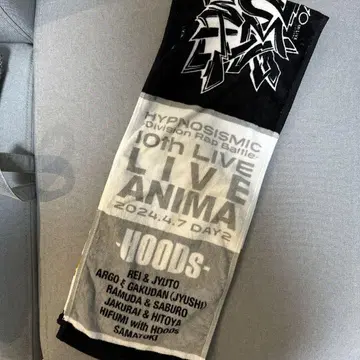 HYPNOSISMIC
Division Rap Battle
10th LIVE
LIVE
ANIMA
2024.4.7 DAY2
-HOODS-
REI & JYUTO
ARGO & GAKUDAN (JYUSHI)
RAMUDA & SABURO
JAKURAI & HITOYA
HIFUMI with HOODs
SAMATOKI